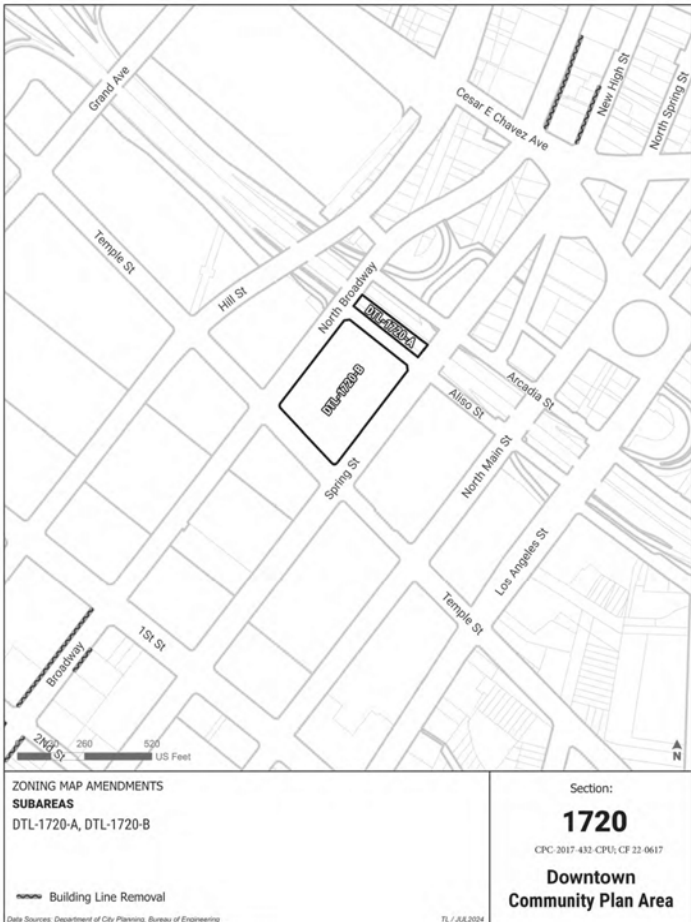 Grand Ave
Cesar E Chavez Ave
New High St
North Spring St
Temple St
Hill St
North Broadway
DTL-1720-A
DTL-1720-B
Arcadia St
Aliso St
Spring St
North Main St
Los Angeles St
Temple St
1St St
Broadway
2Nd St
260
520
US Feet
N
ZONING MAP AMENDMENTS
SUBAREAS
DTL-1720-A, DTL-1720-B
Building Line Removal
Data Sources: Department of City Planning, Bureau of Engineering
TL / JUL2024
Section:
1720
CPC-2017-432-CPU; CF 22-0617
Downtown
Community Plan Area